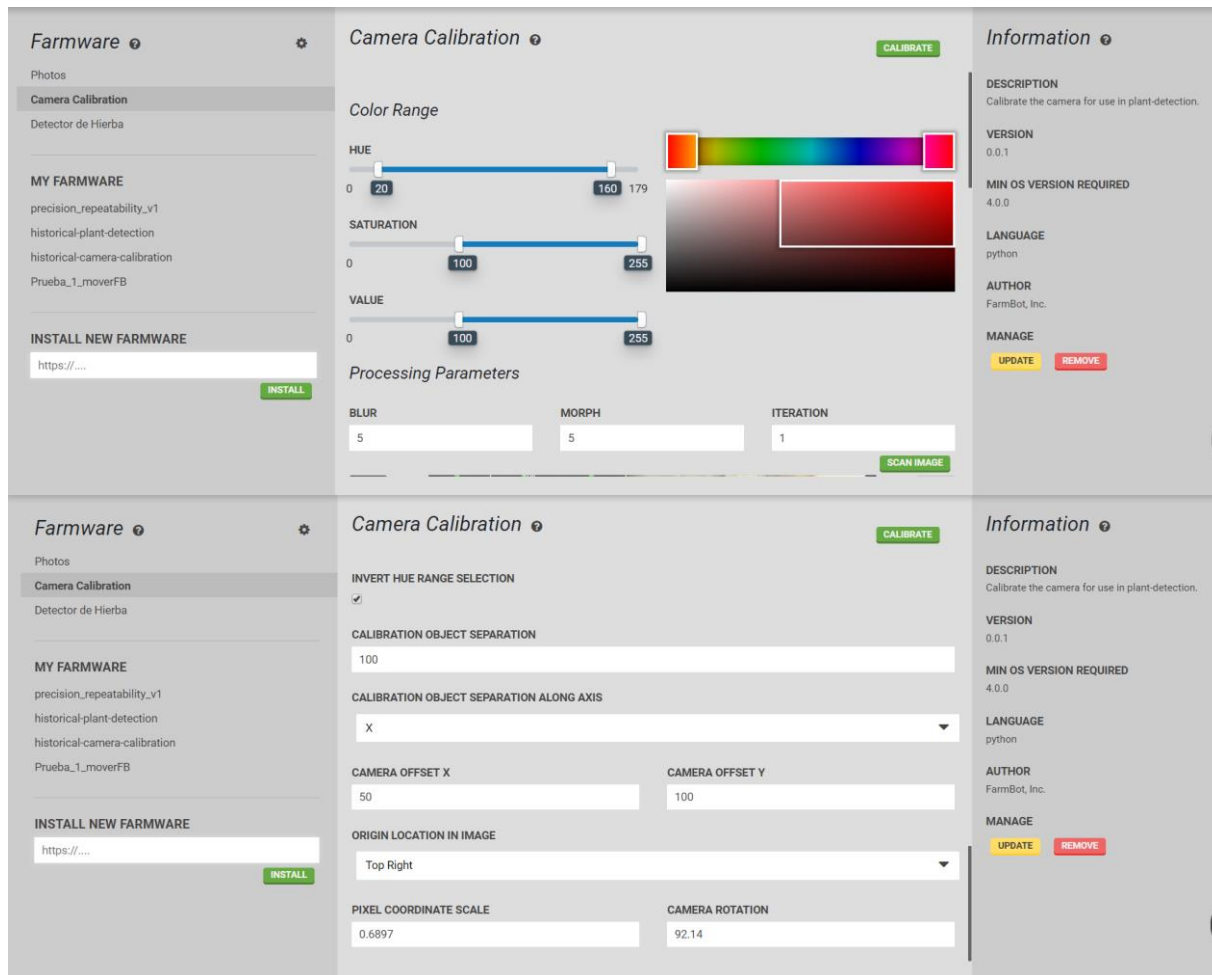 Farmware
Photos
Camera Calibration
Detector de Hierba
MY FARMWARE
precision_repeatability_v1
historical-plant-detection
historical-camera-calibration
Prueba_1_moverFB
INSTALL NEW FARMWARE
https://....
INSTALL
Camera Calibration
CALIBRATE
Color Range
HUE
0 20 160 179
SATURATION
0 100 255
VALUE
0 100 255
Processing Parameters
BLUR MORPH ITERATION
5 5 1
SCAN IMAGE
Information
DESCRIPTION
Calibrate the camera for use in plant-detection.
VERSION
0.0.1
MIN OS VERSION REQUIRED
4.0.0
LANGUAGE
python
AUTHOR
FarmBot, Inc.
MANAGE
UPDATE REMOVE
Farmware
Photos
Camera Calibration
Detector de Hierba
MY FARMWARE
precision_repeatability_v1
historical-plant-detection
historical-camera-calibration
Prueba_1_moverFB
INSTALL NEW FARMWARE
https://....
INSTALL
Camera Calibration
CALIBRATE
INVERT HUE RANGE SELECTION
CALIBRATION OBJECT SEPARATION
100
CALIBRATION OBJECT SEPARATION ALONG AXIS
X
CAMERA OFFSET X CAMERA OFFSET Y
50 100
ORIGIN LOCATION IN IMAGE
Top Right
PIXEL COORDINATE SCALE CAMERA ROTATION
0.6897 92.14
Information
DESCRIPTION
Calibrate the camera for use in plant-detection.
VERSION
0.0.1
MIN OS VERSION REQUIRED
4.0.0
LANGUAGE
python
AUTHOR
FarmBot, Inc.
MANAGE
UPDATE REMOVE